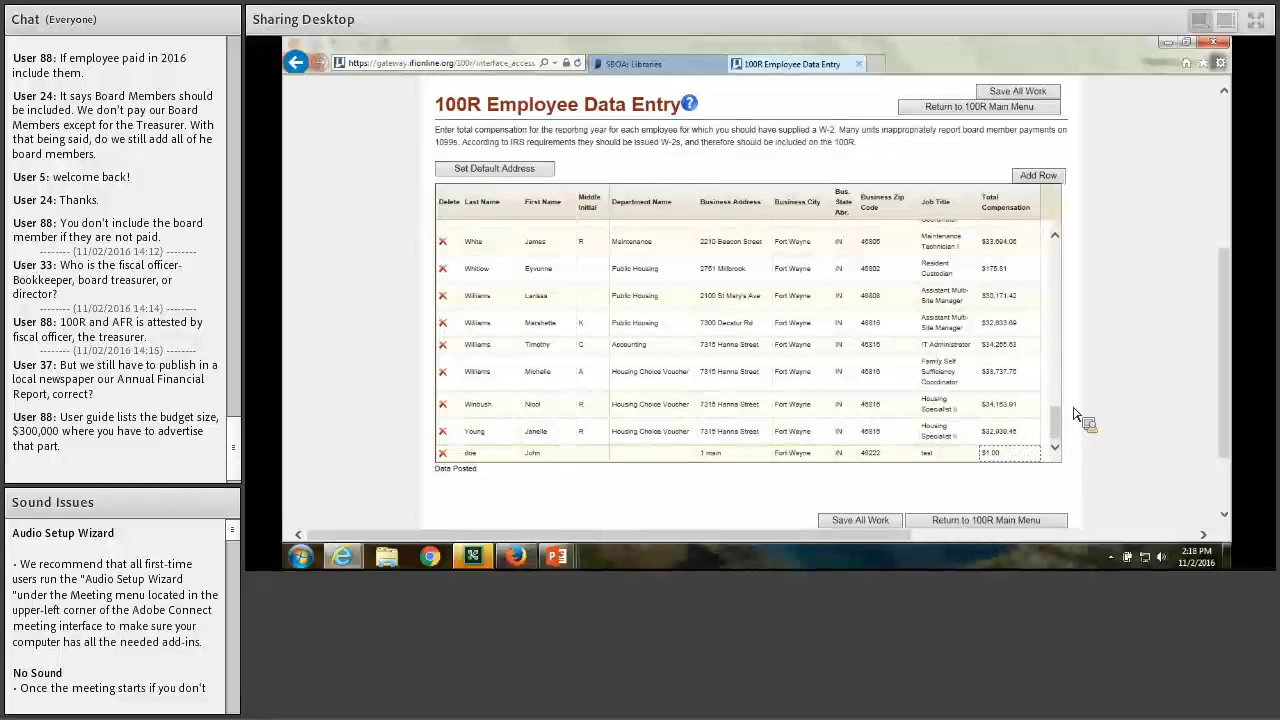 Chat (Everyone)
User 88: If employee paid in 2016
include them.
User 24: It says Board Members should
be included. We don't pay our Board
Members except for the Treasurer. With
that being said, do we still add all of he
board members.
User 5: welcome back!
User 24: Thanks.
User 88: You don't include the board
member if they are not paid.
-------- (11/02/2016 14:12) --------
User 33: Who is the fiscal officer-
Bookkeeper, board treasurer, or
director?
-------- (11/02/2016 14:14) --------
User 88: 100R and AFR is attested by
fiscal officer, the treasurer.
-------- (11/02/2016 14:15) --------
User 37: But we still have to publish in a
local newspaper our Annual Financial
Report, correct?
User 88: User guide lists the budget size,
$300,000 where you have to advertise
that part.
Sound Issues
Audio Setup Wizard
• We recommend that all first-time
users run the "Audio Setup Wizard
"under the Meeting menu located in the
upper-left corner of the Adobe Connect
meeting interface to make sure your
computer has all the needed add-ins.
No Sound
• Once the meeting starts if you don't
Sharing Desktop
https://gateway.ifionline.org/100r/interface_access
SBOA: Libraries
100R Employee Data Entry
100R Employee Data Entry
Save All Work
Return to 100R Main Menu
Enter total compensation for the reporting year for each employee for which you should have supplied a W-2. Many units inappropriately report board member payments on
1099s. According to IRS requirements they should be issued W-2s, and therefore should be included on the 100R.
Set Default Address
Add Row
Delete Last Name First Name Middle Initial Department Name Business Address Business City Bus. State Abr. Business Zip Code Job Title Total Compensation
White James R Maintenance 2210 Beacon Street Fort Wayne IN 46805 Maintenance Technician I $33,694.06
Whitlow Eyvonne Public Housing 2751 Millbrook Fort Wayne IN 46802 Resident Custodian $175.81
Williams Larissa Public Housing 2100 St Mary's Ave Fort Wayne IN 46808 Assistant Multi-Site Manager $30,171.42
Williams Marshette K Public Housing 7300 Decatur Rd Fort Wayne IN 46816 Assistant Multi-Site Manager $32,633.69
Williams Timothy C Accounting 7315 Hanna Street Fort Wayne IN 46816 IT Administrator
Williams Michelle A Housing Choice Voucher 7315 Hanna Street Fort Wayne IN 46816 Family Self Sufficiency Coordinator
Winbush Nicol R Housing Choice Voucher 7315 Hanna Street Fort Wayne IN 46816 Housing Specialist II
Young Janelle R Housing Choice Voucher 7315 Hanna Street Fort Wayne IN 46816 Housing Specialist II
doe John 1 main Fort Wayne IN 46222 test $1.00
Data Posted
Save All Work
Return to 100R Main Menu
2:18 PM
11/2/2016